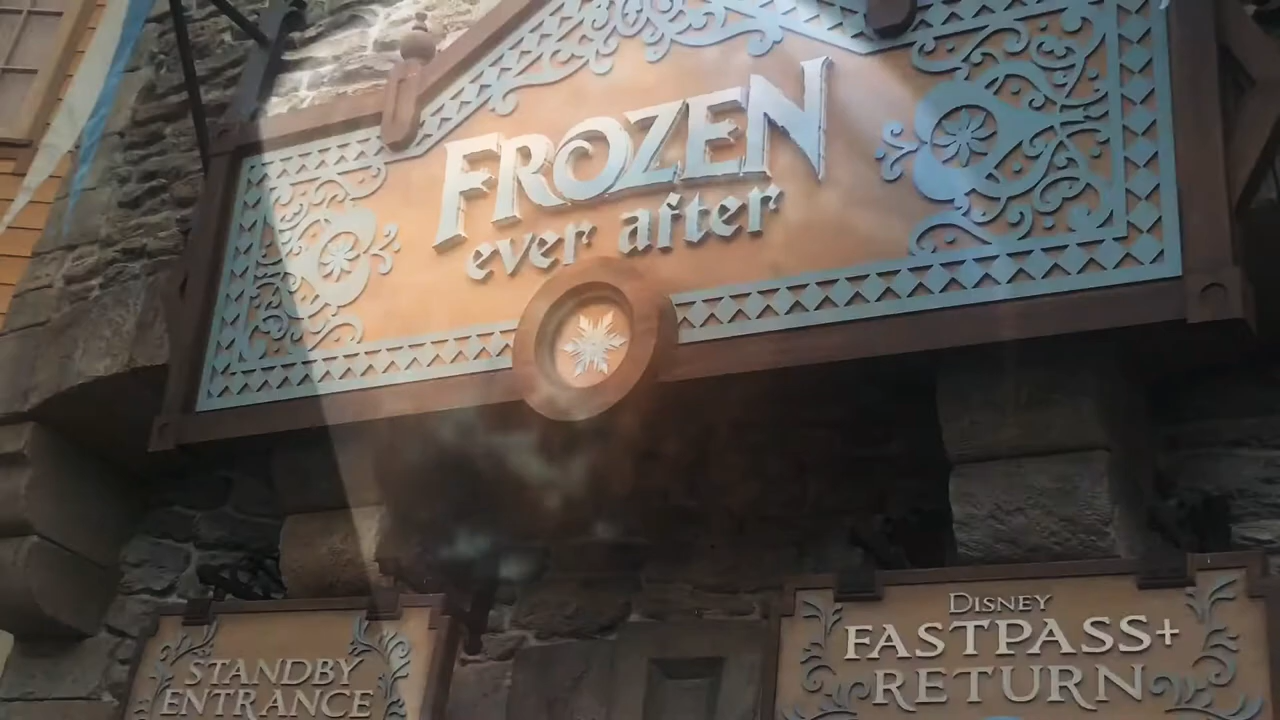 FROZEN
ever after
STANDBY
ENTRANCE
DISNEY
FASTPASS+
RETURN